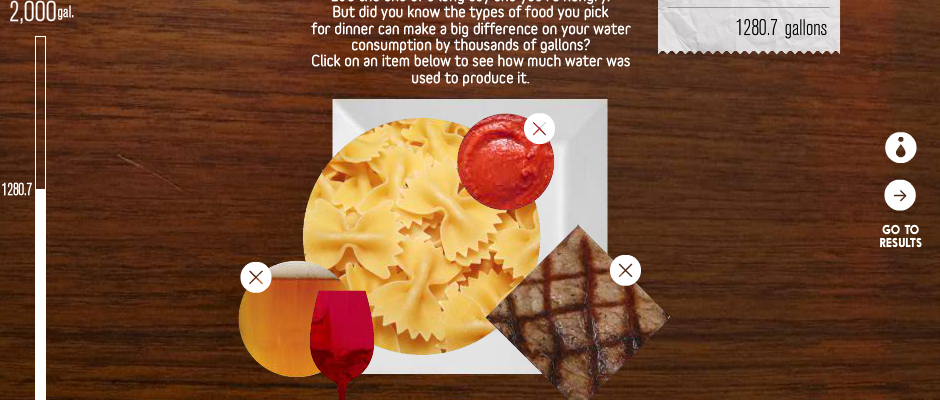 2,000gal.
But did you know the types of food you pick
for dinner can make a big difference on your water
consumption by thousands of gallons?
Click on an item below to see how much water was
used to produce it.
1280.7 gallons
1280.7
GO TO
RESULTS